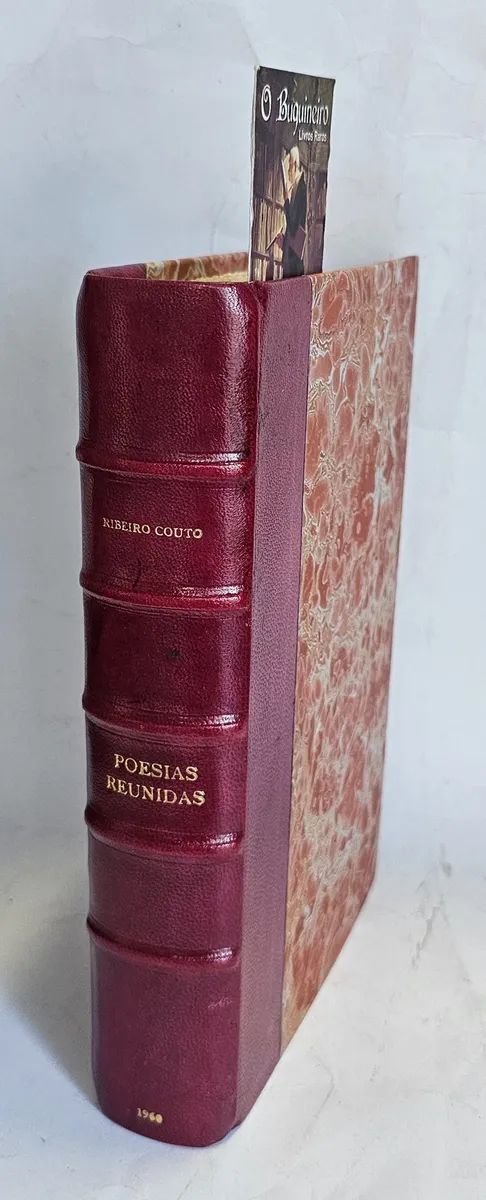 O Buquineiro
Livros Raros
RIBEIRO COUTO
POESIAS
REUNIDAS
1960